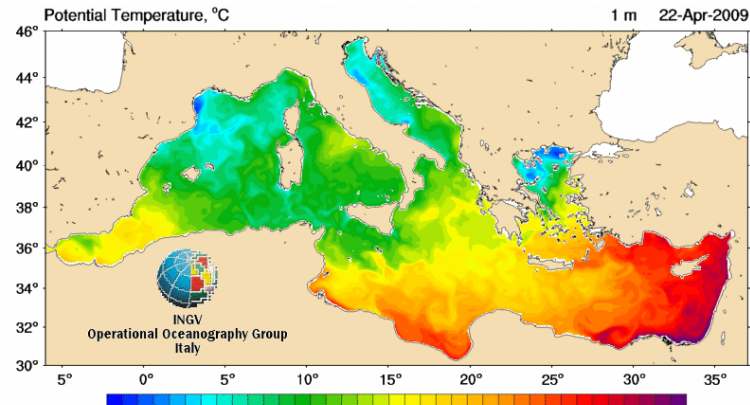 Potential Temperature, °C 1 m 22-Apr-2009
46°
44°
42°
40°
38°
36°
34°
32°
30°
INGV
Operational Oceanography Group
Italy
5° 0° 5° 10° 15° 20° 25° 30° 35°